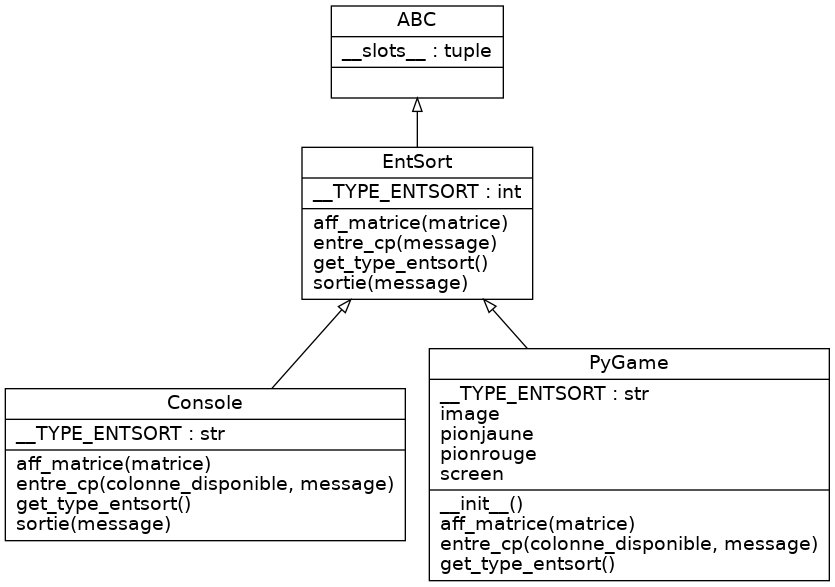 ABC
__slots__ : tuple
EntSort
__TYPE_ENTSORT : int
aff_matrice(matrice)
entre_cp(message)
get_type_entsort()
sortie(message)
Console
__TYPE_ENTSORT : str
aff_matrice(matrice)
entre_cp(colonne_disponible, message)
get_type_entsort()
sortie(message)
PyGame
__TYPE_ENTSORT : str
image
pionjaune
pionrouge
screen
__init__()
aff_matrice(matrice)
entre_cp(colonne_disponible, message)
get_type_entsort()